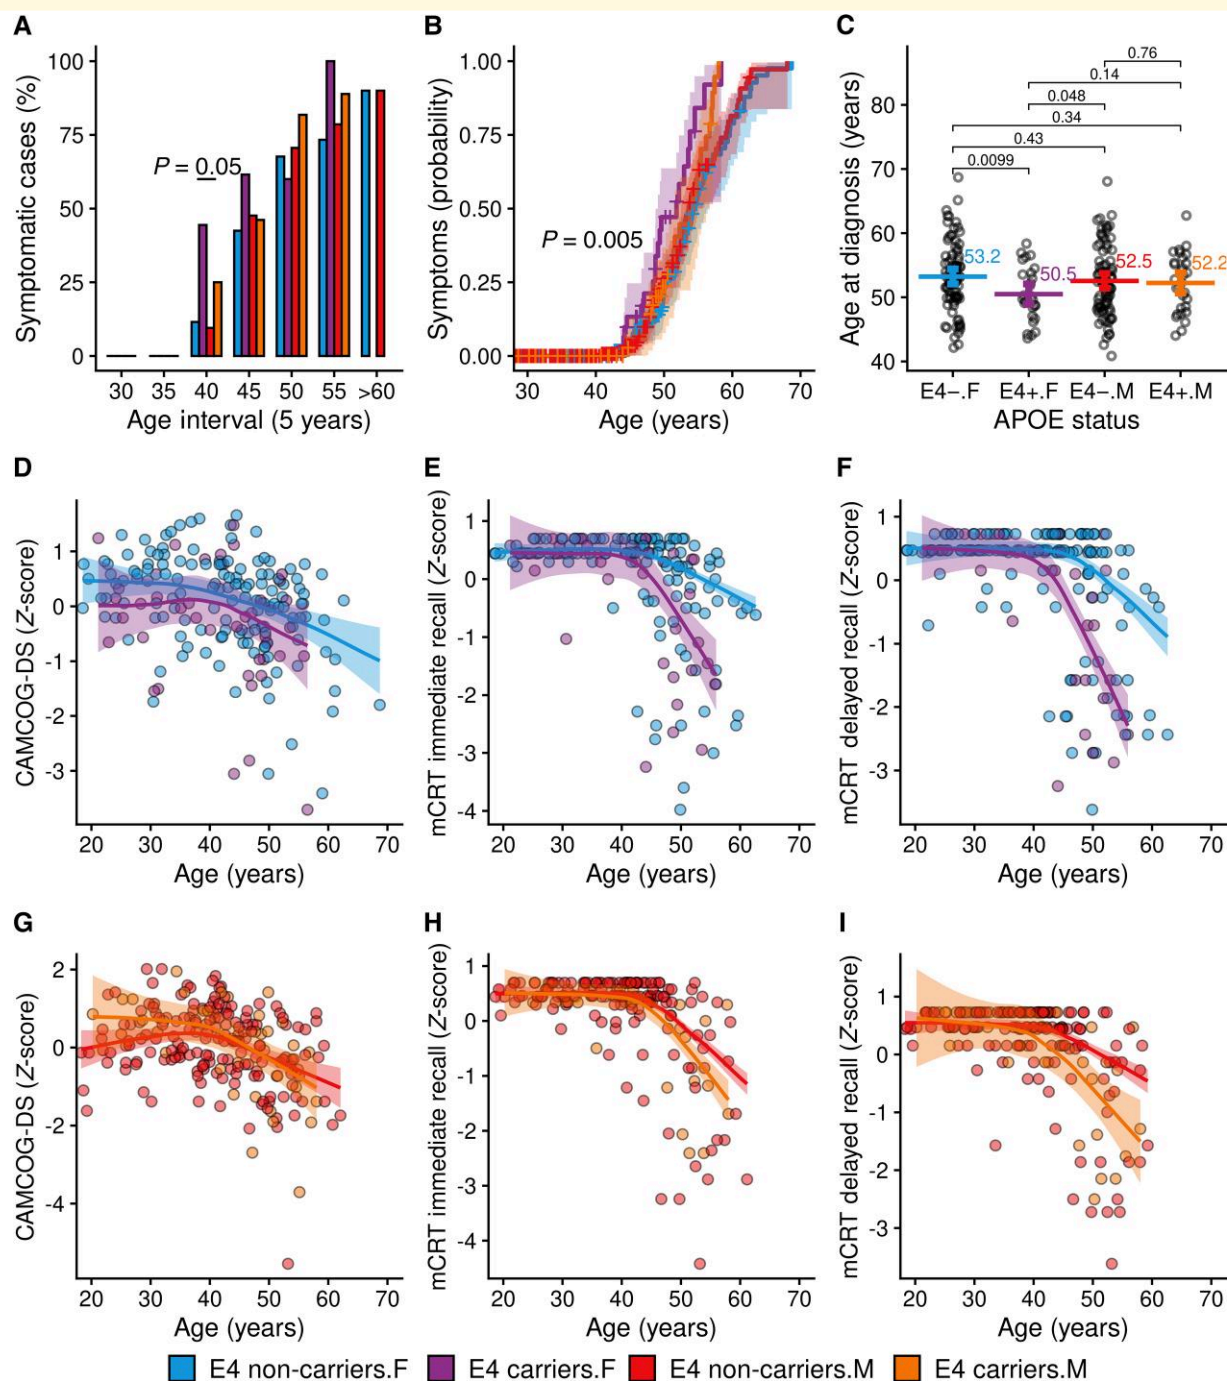 A
Symptomatic cases (%)
100
75
50
25
0
P = 0.05
30 35 40 45 50 55 >60
Age interval (5 years)
B
Symptoms (probability)
1.00
0.75
0.50
0.25
0.00
P = 0.005
30 40 50 60 70
Age (years)
C
Age at diagnosis (years)
80
70
60
50
40
0.76
0.14
0.048
0.34
0.43
0.0099
53.2
50.5
52.5
52.2
E4−.F E4+.F E4−.M E4+.M
APOE status
D
CAMCOG-DS (Z-score)
1
0
-1
-2
-3
20 30 40 50 60 70
Age (years)
E
mCRT immediate recall (Z-score)
1
0
-1
-2
-3
-4
20 30 40 50 60 70
Age (years)
F
mCRT delayed recall (Z-score)
1
0
-1
-2
-3
20 30 40 50 60 70
Age (years)
G
CAMCOG-DS (Z-score)
2
0
-2
-4
20 30 40 50 60 70
Age (years)
H
mCRT immediate recall (Z-score)
1
0
-1
-2
-3
-4
20 30 40 50 60 70
Age (years)
I
mCRT delayed recall (Z-score)
1
0
-1
-2
-3
20 30 40 50 60 70
Age (years)
E4 non-carriers.F E4 carriers.F E4 non-carriers.M E4 carriers.M